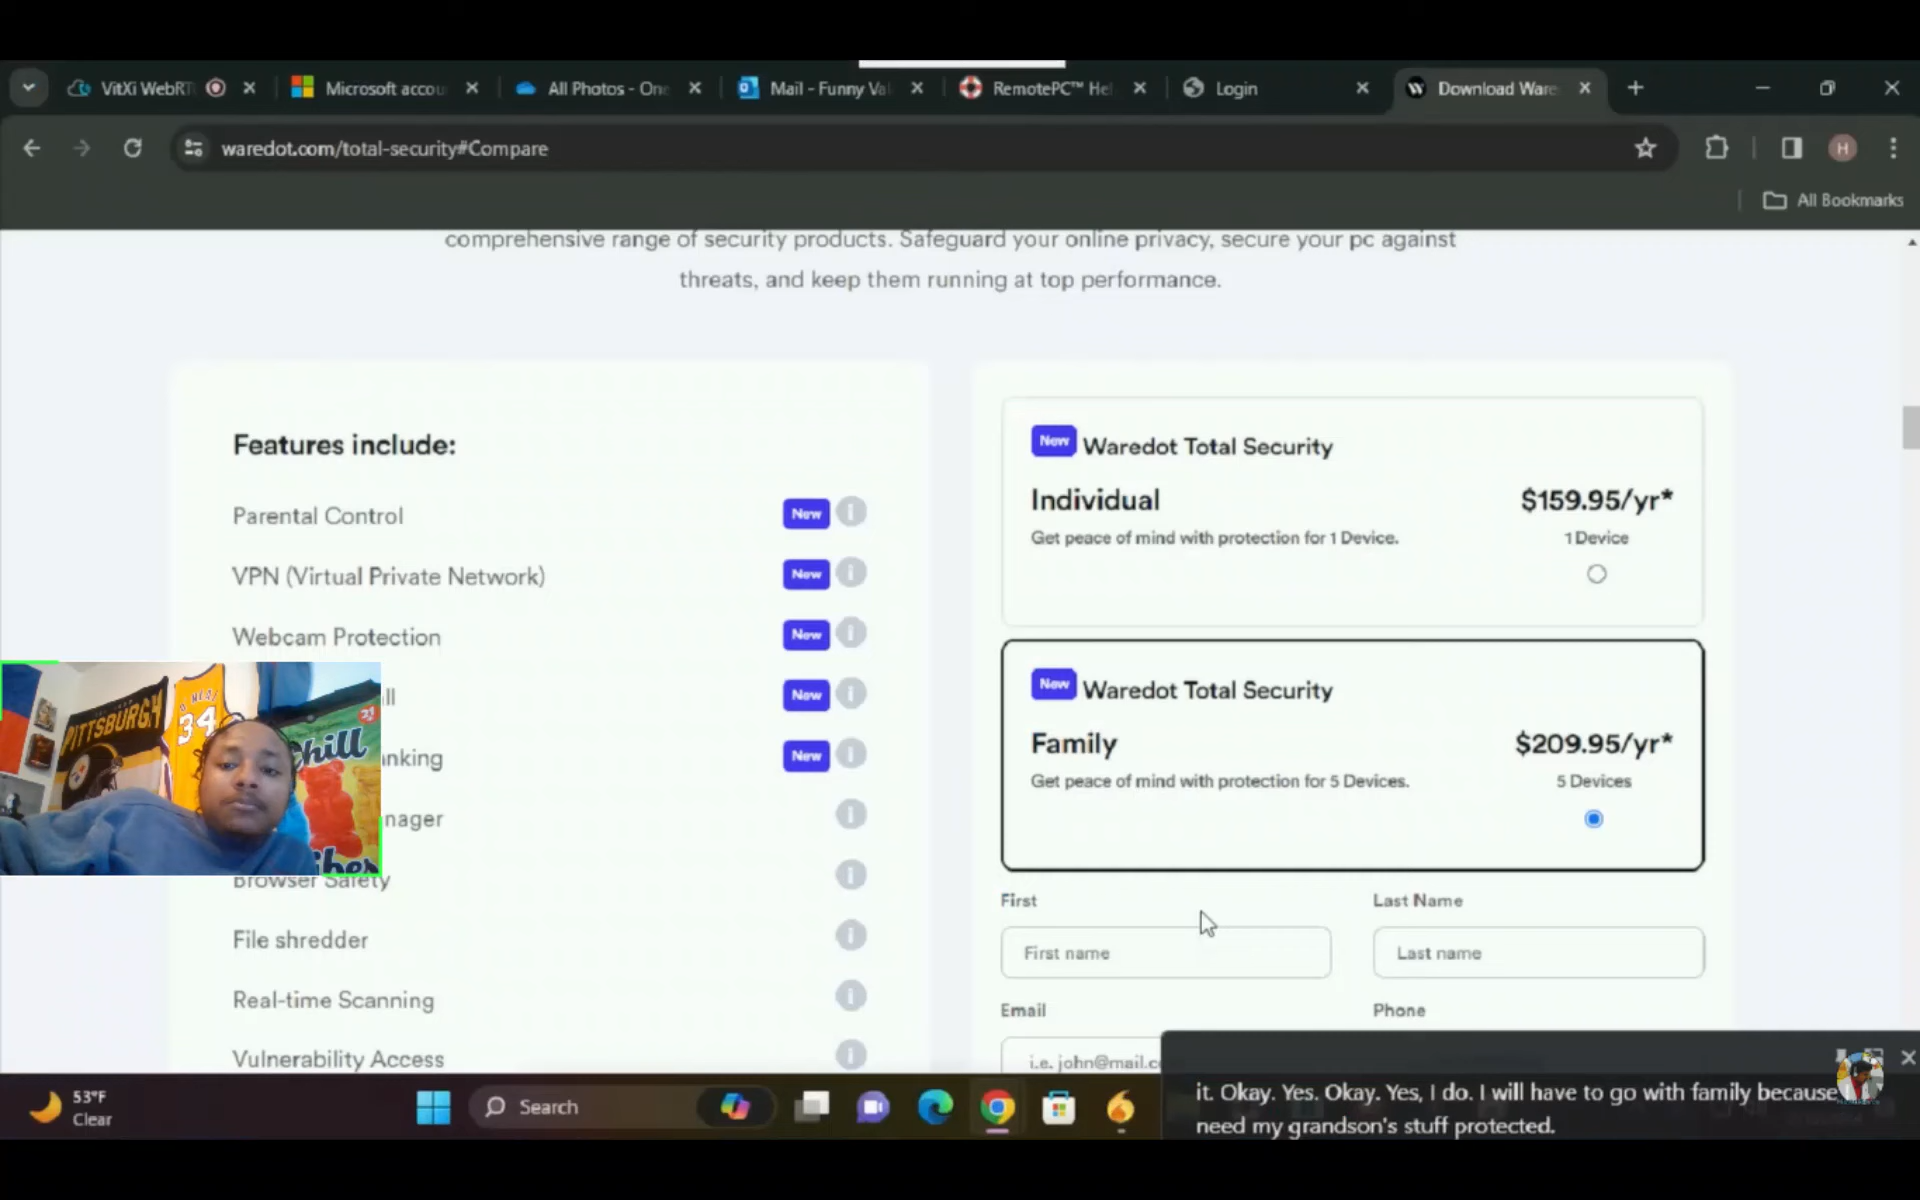 VitXi WebRT
Microsoft accou
All Photos - One
Mail - Funny Val
RemotePC™ Hel
Login
Download Ware
waredot.com/total-security#Compare
All Bookmarks
comprehensive range of security products. Safeguard your online privacy, secure your pc against
threats, and keep them running at top performance.
Features include:
Parental Control New
VPN (Virtual Private Network) New
Webcam Protection New
ll New
nking New
nager
Browser Safety
File shredder
Real-time Scanning
Vulnerability Access
New Waredot Total Security
Individual $159.95/yr*
Get peace of mind with protection for 1 Device. 1 Device
New Waredot Total Security
Family $209.95/yr*
Get peace of mind with protection for 5 Devices. 5 Devices
First Last Name
First name Last name
Email Phone
i.e. john@mail.c
PITTSBURGH
34
Chill
H
53°F
Clear
Search
it. Okay. Yes. Okay. Yes, I do. I will have to go with family because
need my grandson's stuff protected.